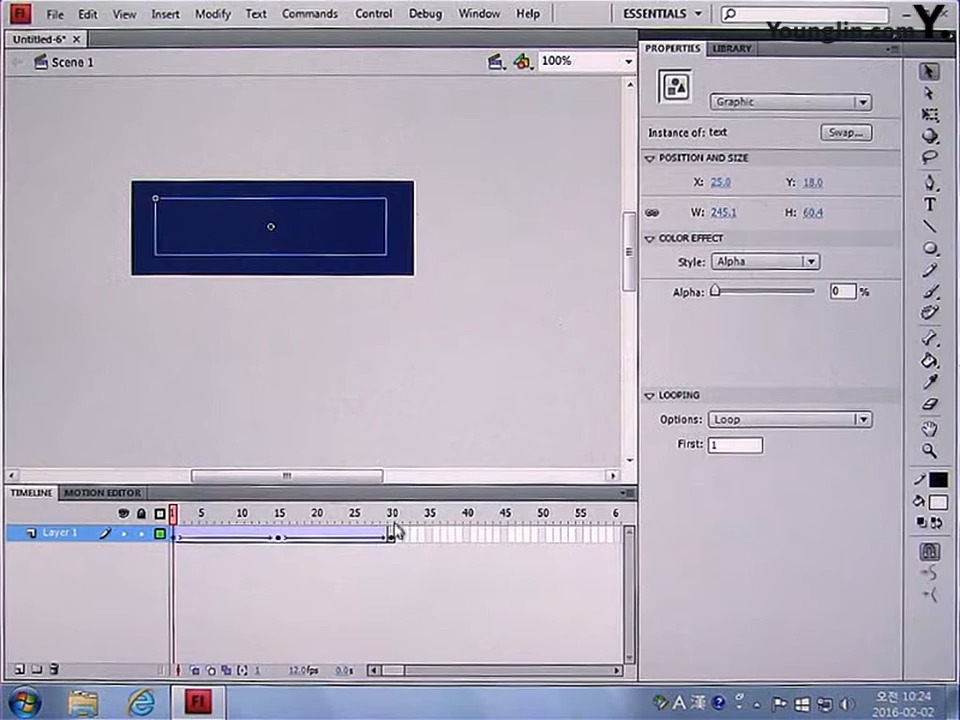 Fl File Edit View Insert Modify Text Commands Control Debug Window Help ESSENTIALS
Younglin.com Y.
Untitled-6* ×
PROPERTIES LIBRARY
Scene 1 100%
Graphic
Instance of: text Swap...
POSITION AND SIZE
X: 25.0 Y: 18.0
W: 245.1 H: 60.4
COLOR EFFECT
Style: Alpha
Alpha: 0 %
LOOPING
Options: Loop
First: 1
TIMELINE MOTION EDITOR
1 5 10 15 20 25 30 35 40 45 50 55 6
Layer 1
1 12.0fps 0.0s
Fl A 漢 ?
오전 10:24
2016-02-02